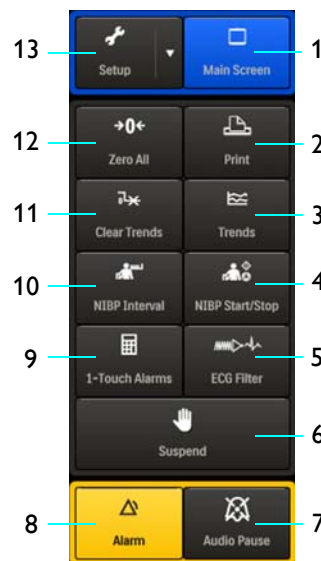 13 Setup ▼ Main Screen 1
→0←
12 Zero All Print 2
11 Clear Trends Trends 3
10 NIBP Interval NIBP Start/Stop 4
9 1-Touch Alarms ECG Filter 5
Suspend 6
8 Alarm Audio Pause 7